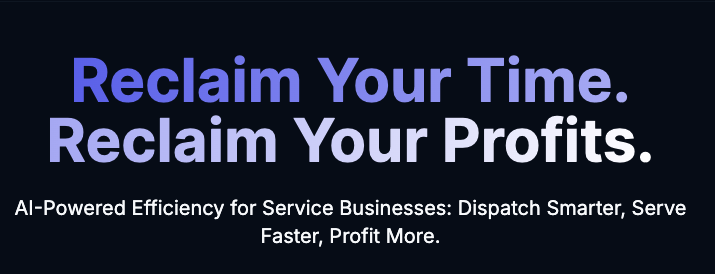 Reclaim Your Time.
Reclaim Your Profits.
AI-Powered Efficiency for Service Businesses: Dispatch Smarter, Serve
Faster, Profit More.